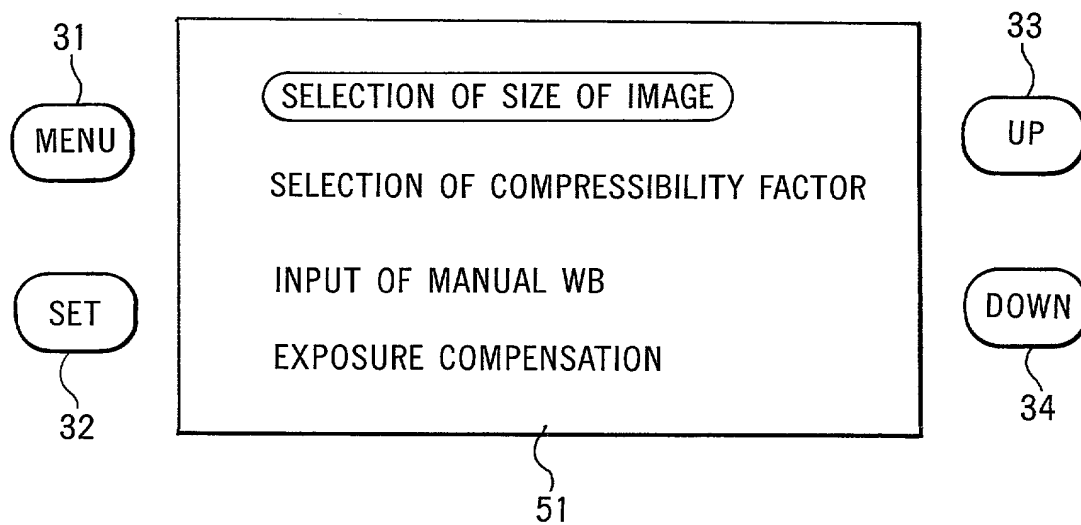 31
33
MENU
SELECTION OF SIZE OF IMAGE
UP
SELECTION OF COMPRESSIBILITY FACTOR
SET
INPUT OF MANUAL WB
DOWN
EXPOSURE COMPENSATION
32
34
51